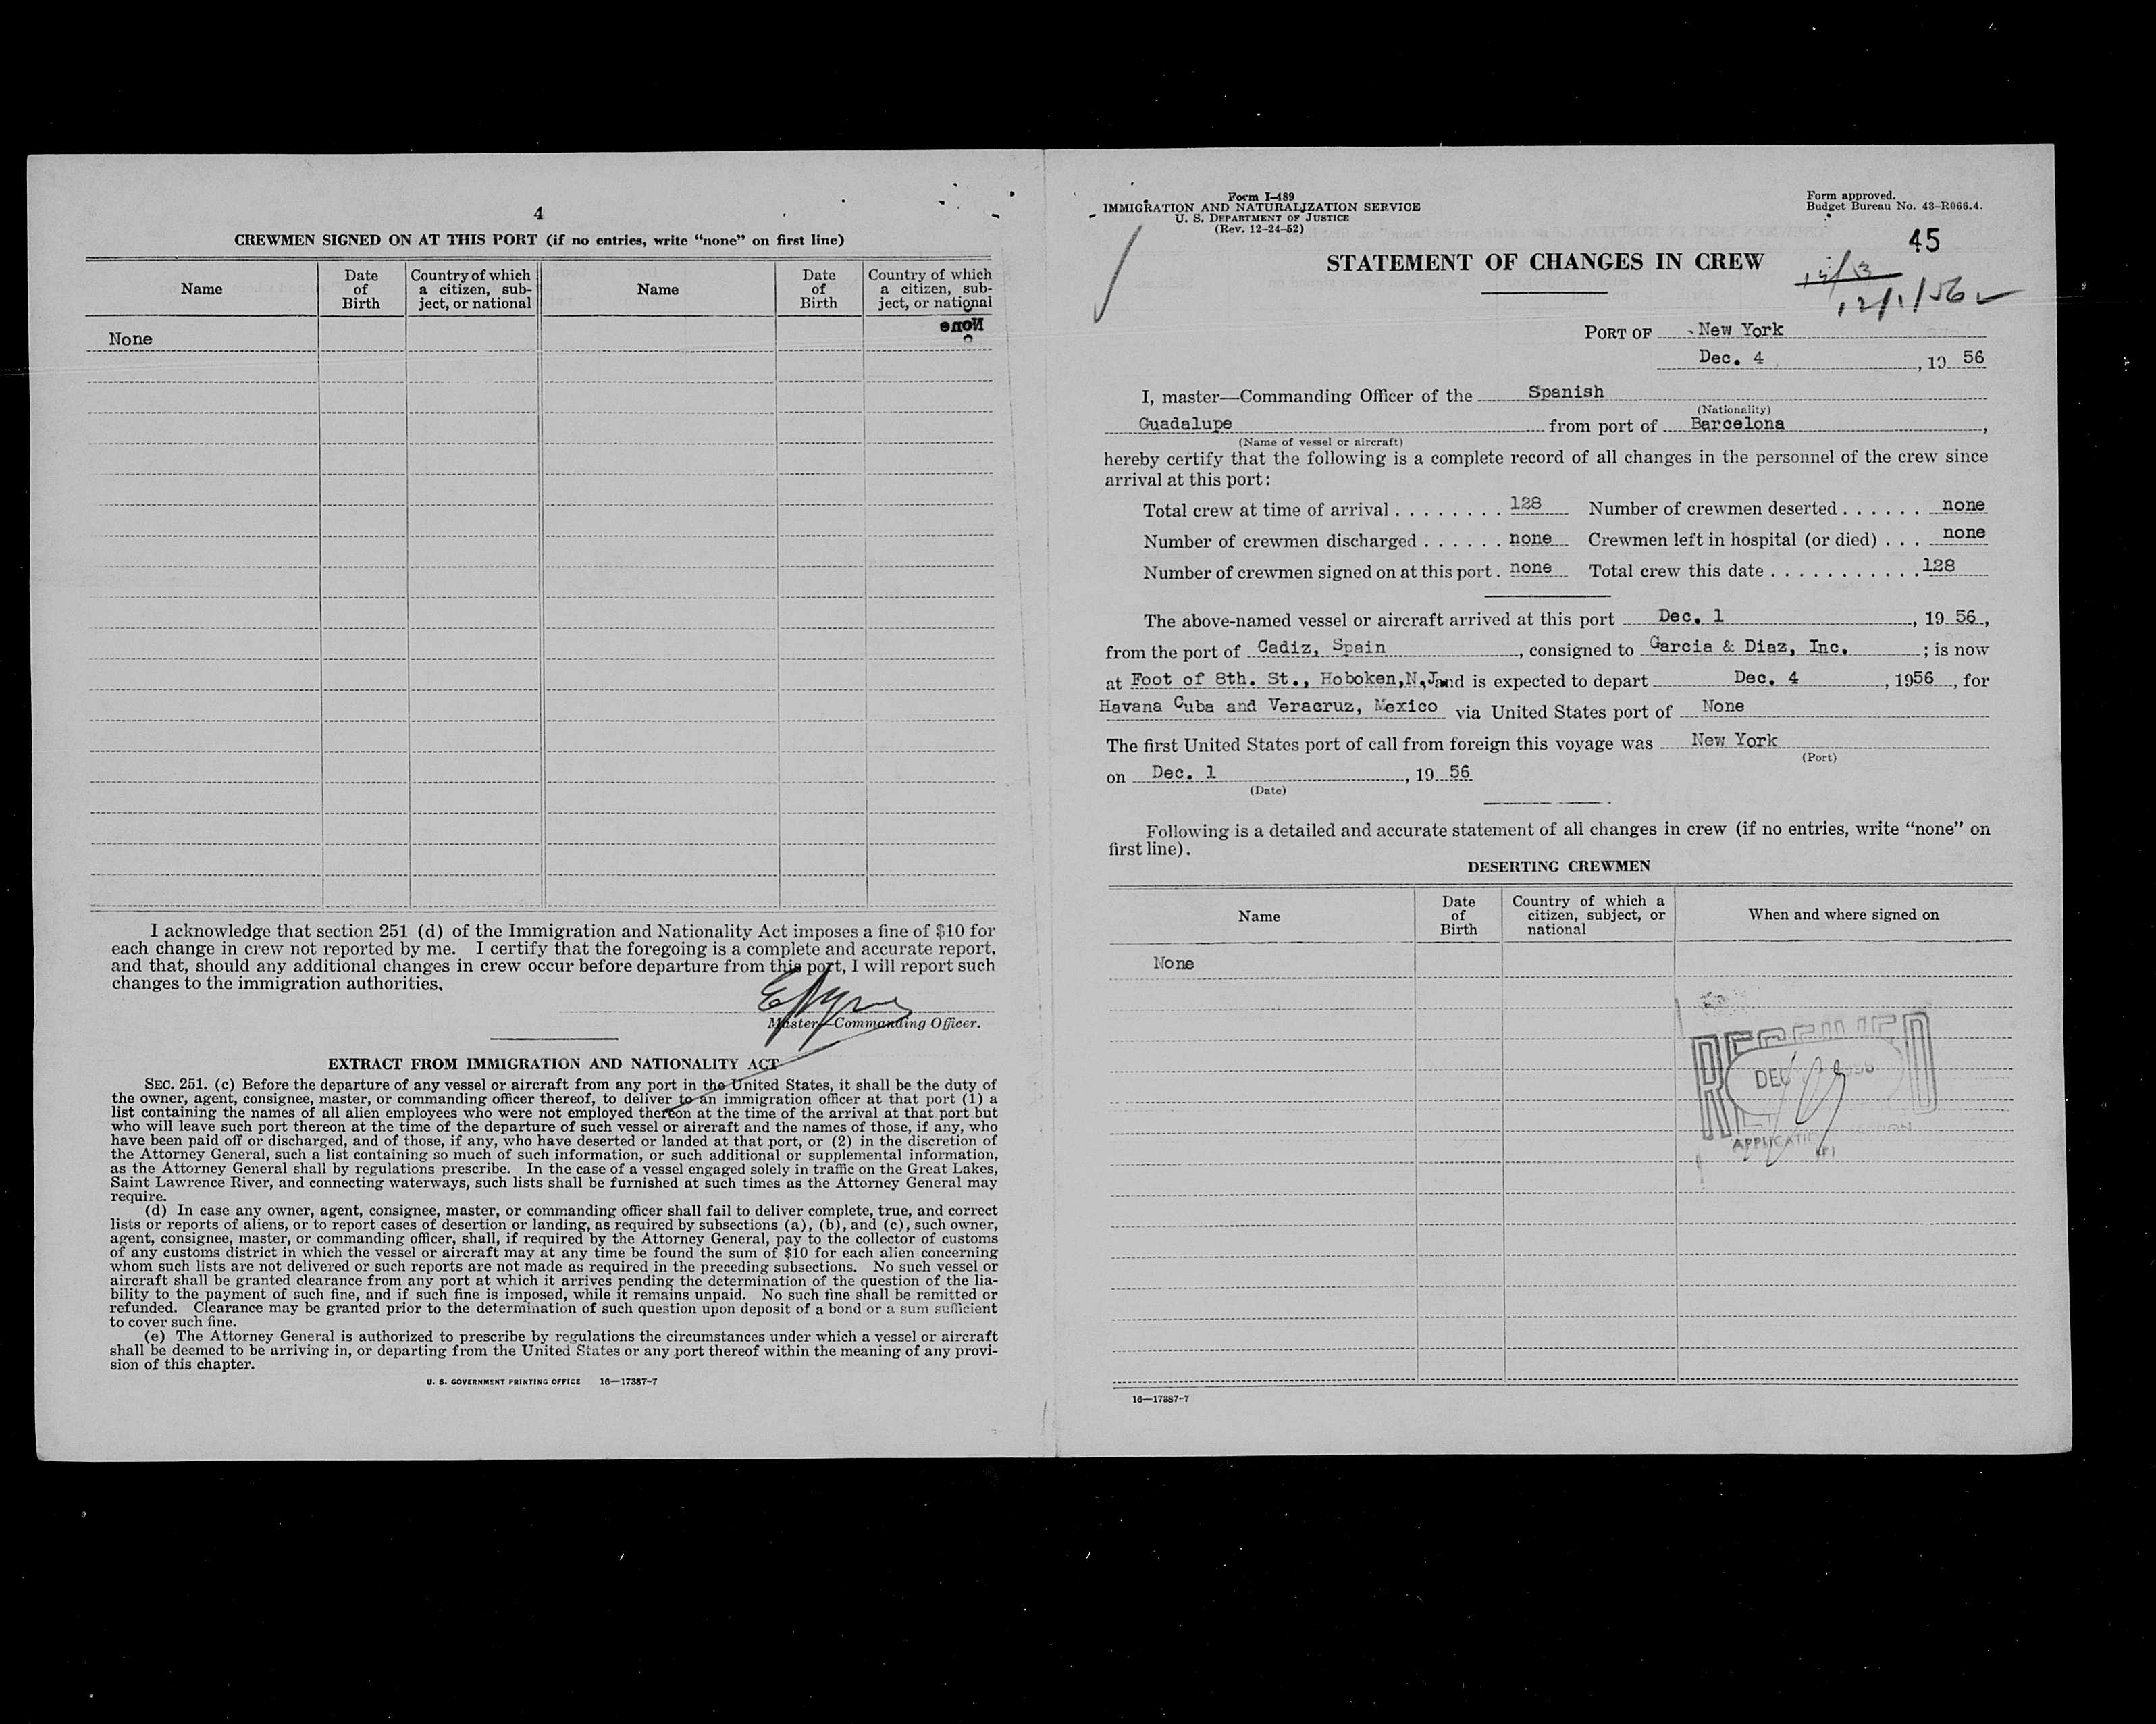 4
CREWMEN SIGNED ON AT THIS PORT (if no entries, write “none” on first line)
Name
Date of Birth
Country of which a citizen, subject, or national
Name
Date of Birth
Country of which a citizen, subject, or national
None
None
I acknowledge that section 251 (d) of the Immigration and Nationality Act imposes a fine of $10 for
each change in crew not reported by me. I certify that the foregoing is a complete and accurate report,
and that, should any additional changes in crew occur before departure from this port, I will report such
changes to the immigration authorities.
Master—Commanding Officer.
EXTRACT FROM IMMIGRATION AND NATIONALITY ACT
SEC. 251. (c) Before the departure of any vessel or aircraft from any port in the United States, it shall be the duty of
the owner, agent, consignee, master, or commanding officer thereof, to deliver to an immigration officer at that port (1) a
list containing the names of all alien employees who were not employed thereon at the time of the arrival at that port but
who will leave such port thereon at the time of the departure of such vessel or aircraft and the names of those, if any, who
have been paid off or discharged, and of those, if any, who have deserted or landed at that port, or (2) in the discretion of
the Attorney General, such a list containing so much of such information, or such additional or supplemental information,
as the Attorney General shall by regulations prescribe. In the case of a vessel engaged solely in traffic on the Great Lakes,
Saint Lawrence River, and connecting waterways, such lists shall be furnished at such times as the Attorney General may
require.
(d) In case any owner, agent, consignee, master, or commanding officer shall fail to deliver complete, true, and correct
lists or reports of aliens, or to report cases of desertion or landing, as required by subsections (a), (b), and (c), such owner,
agent, consignee, master, or commanding officer, shall, if required by the Attorney General, pay to the collector of customs
of any customs district in which the vessel or aircraft may at any time be found the sum of $10 for each alien concerning
whom such lists are not delivered or such reports are not made as required in the preceding subsections. No such vessel or
aircraft shall be granted clearance from any port at which it arrives pending the determination of the question of the lia-
bility to the payment of such fine, and if such fine is imposed, while it remains unpaid. No such fine shall be remitted or
refunded. Clearance may be granted prior to the determination of such question upon deposit of a bond or a sum sufficient
to cover such fine.
(e) The Attorney General is authorized to prescribe by regulations the circumstances under which a vessel or aircraft
shall be deemed to be arriving in, or departing from the United States or any port thereof within the meaning of any provi-
sion of this chapter.
U. S. GOVERNMENT PRINTING OFFICE 16—17387-7
Form I-489
IMMIGRATION AND NATURALIZATION SERVICE
U. S. DEPARTMENT OF JUSTICE
(Rev. 12-24-52)
Form approved.
Budget Bureau No. 43-R066.4.
45
STATEMENT OF CHANGES IN CREW
12/1/56
PORT OF New York
Dec. 4, 19 56
I, master—Commanding Officer of the Spanish
(Nationality)
Guadalupe from port of Barcelona,
(Name of vessel or aircraft)
hereby certify that the following is a complete record of all changes in the personnel of the crew since
arrival at this port:
Total crew at time of arrival . . . . . . . . 128 Number of crewmen deserted . . . . . . none
Number of crewmen discharged . . . . . . none Crewmen left in hospital (or died) . . . none
Number of crewmen signed on at this port . none Total crew this date . . . . . . . . . . . 128
The above-named vessel or aircraft arrived at this port Dec. 1, 19 56,
from the port of Cadiz, Spain, consigned to Garcia & Diaz, Inc. ; is now
at Foot of 8th. St., Hoboken,N.J. and is expected to depart Dec. 4, 1956, for
Havana Cuba and Veracruz, Mexico via United States port of None
The first United States port of call from foreign this voyage was New York
(Port)
on Dec. 1, 19 56
(Date)
Following is a detailed and accurate statement of all changes in crew (if no entries, write “none” on
first line).
DESERTING CREWMEN
Name
Date of Birth
Country of which a citizen, subject, or national
When and where signed on
None
RECEIVED
DEC
16—17387-7